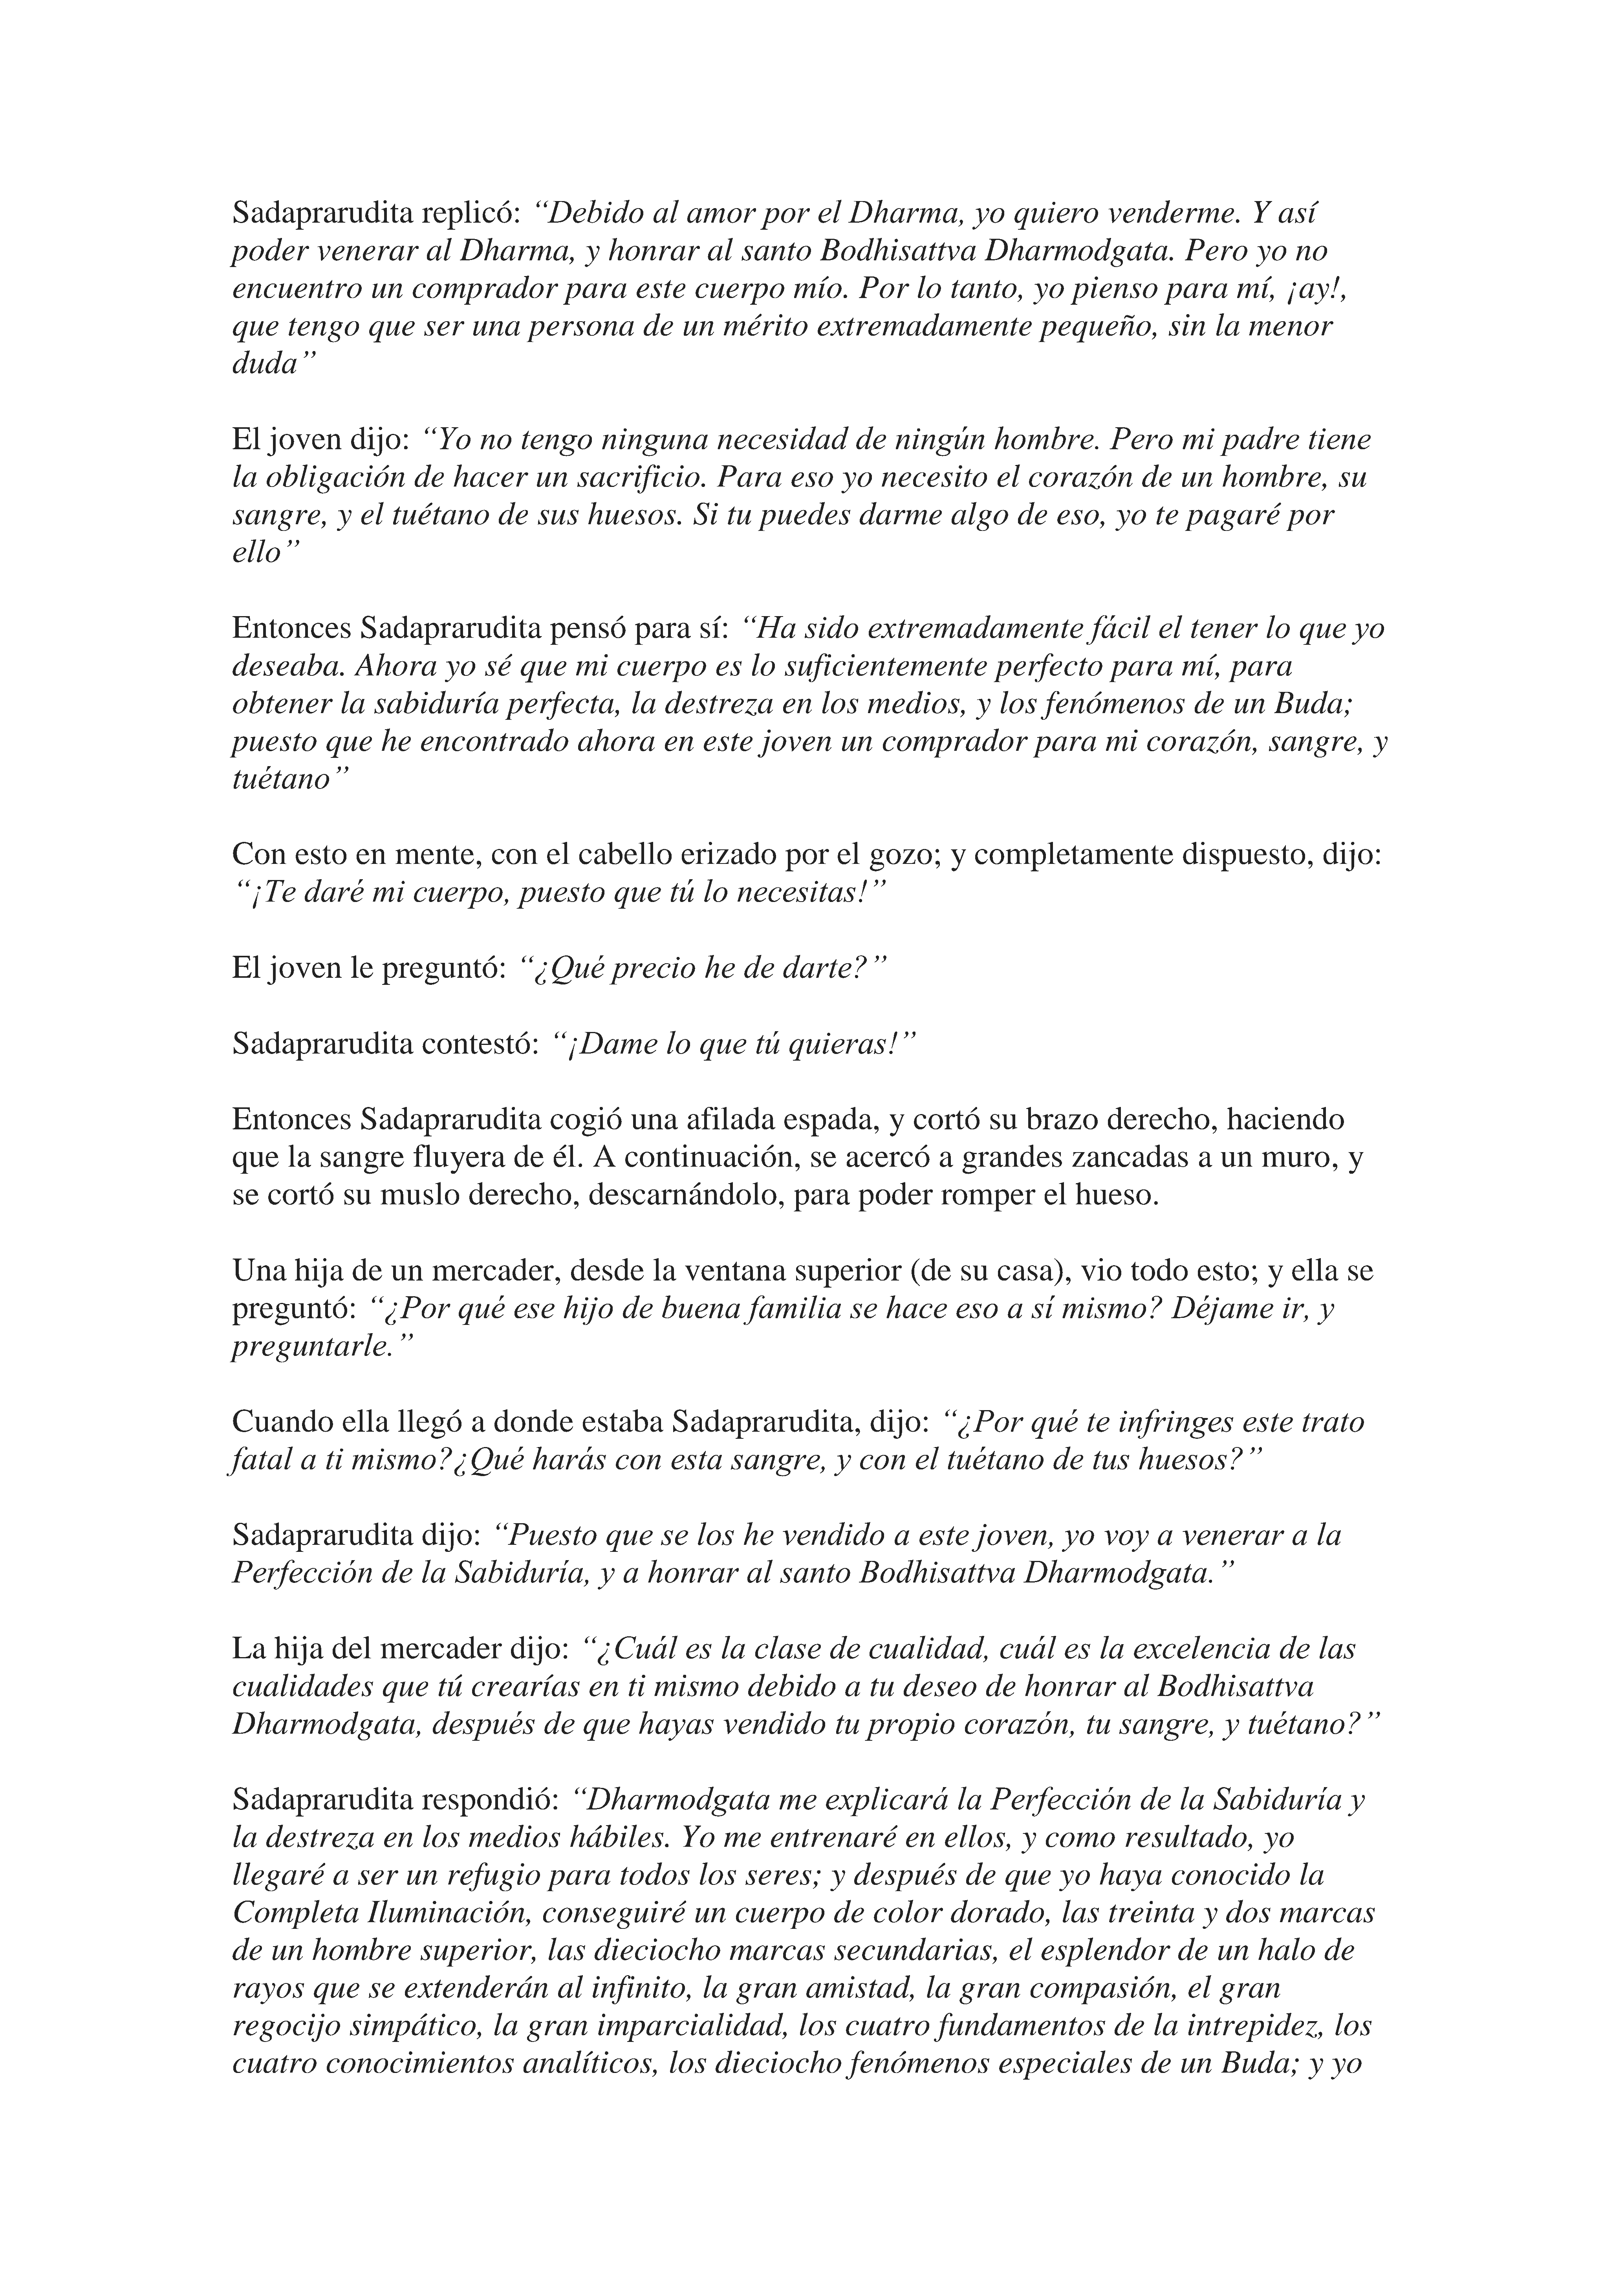 Sadaprarudita replicó: “Debido al amor por el Dharma, yo quiero venderme. Y así
poder venerar al Dharma, y honrar al santo Bodhisattva Dharmodgata. Pero yo no
encuentro un comprador para este cuerpo mío. Por lo tanto, yo pienso para mí, ¡ay!,
que tengo que ser una persona de un mérito extremadamente pequeño, sin la menor
duda”
El joven dijo: “Yo no tengo ninguna necesidad de ningún hombre. Pero mi padre tiene
la obligación de hacer un sacrificio. Para eso yo necesito el corazón de un hombre, su
sangre, y el tuétano de sus huesos. Si tu puedes darme algo de eso, yo te pagaré por
ello”
Entonces Sadaprarudita pensó para sí: “Ha sido extremadamente fácil el tener lo que yo
deseaba. Ahora yo sé que mi cuerpo es lo suficientemente perfecto para mí, para
obtener la sabiduría perfecta, la destreza en los medios, y los fenómenos de un Buda;
puesto que he encontrado ahora en este joven un comprador para mi corazón, sangre, y
tuétano”
Con esto en mente, con el cabello erizado por el gozo; y completamente dispuesto, dijo:
“¡Te daré mi cuerpo, puesto que tú lo necesitas!”
El joven le preguntó: “¿Qué precio he de darte?”
Sadaprarudita contestó: “¡Dame lo que tú quieras!”
Entonces Sadaprarudita cogió una afilada espada, y cortó su brazo derecho, haciendo
que la sangre fluyera de él. A continuación, se acercó a grandes zancadas a un muro, y
se cortó su muslo derecho, descarnándolo, para poder romper el hueso.
Una hija de un mercader, desde la ventana superior (de su casa), vio todo esto; y ella se
preguntó: “¿Por qué ese hijo de buena familia se hace eso a sí mismo? Déjame ir, y
preguntarle.”
Cuando ella llegó a donde estaba Sadaprarudita, dijo: “¿Por qué te infringes este trato
fatal a ti mismo?¿Qué harás con esta sangre, y con el tuétano de tus huesos?”
Sadaprarudita dijo: “Puesto que se los he vendido a este joven, yo voy a venerar a la
Perfección de la Sabiduría, y a honrar al santo Bodhisattva Dharmodgata.”
La hija del mercader dijo: “¿Cuál es la clase de cualidad, cuál es la excelencia de las
cualidades que tú crearías en ti mismo debido a tu deseo de honrar al Bodhisattva
Dharmodgata, después de que hayas vendido tu propio corazón, tu sangre, y tuétano?”
Sadaprarudita respondió: “Dharmodgata me explicará la Perfección de la Sabiduría y
la destreza en los medios hábiles. Yo me entrenaré en ellos, y como resultado, yo
llegaré a ser un refugio para todos los seres; y después de que yo haya conocido la
Completa Iluminación, conseguiré un cuerpo de color dorado, las treinta y dos marcas
de un hombre superior, las dieciocho marcas secundarias, el esplendor de un halo de
rayos que se extenderán al infinito, la gran amistad, la gran compasión, el gran
regocijo simpático, la gran imparcialidad, los cuatro fundamentos de la intrepidez, los
cuatro conocimientos analíticos, los dieciocho fenómenos especiales de un Buda; y yo